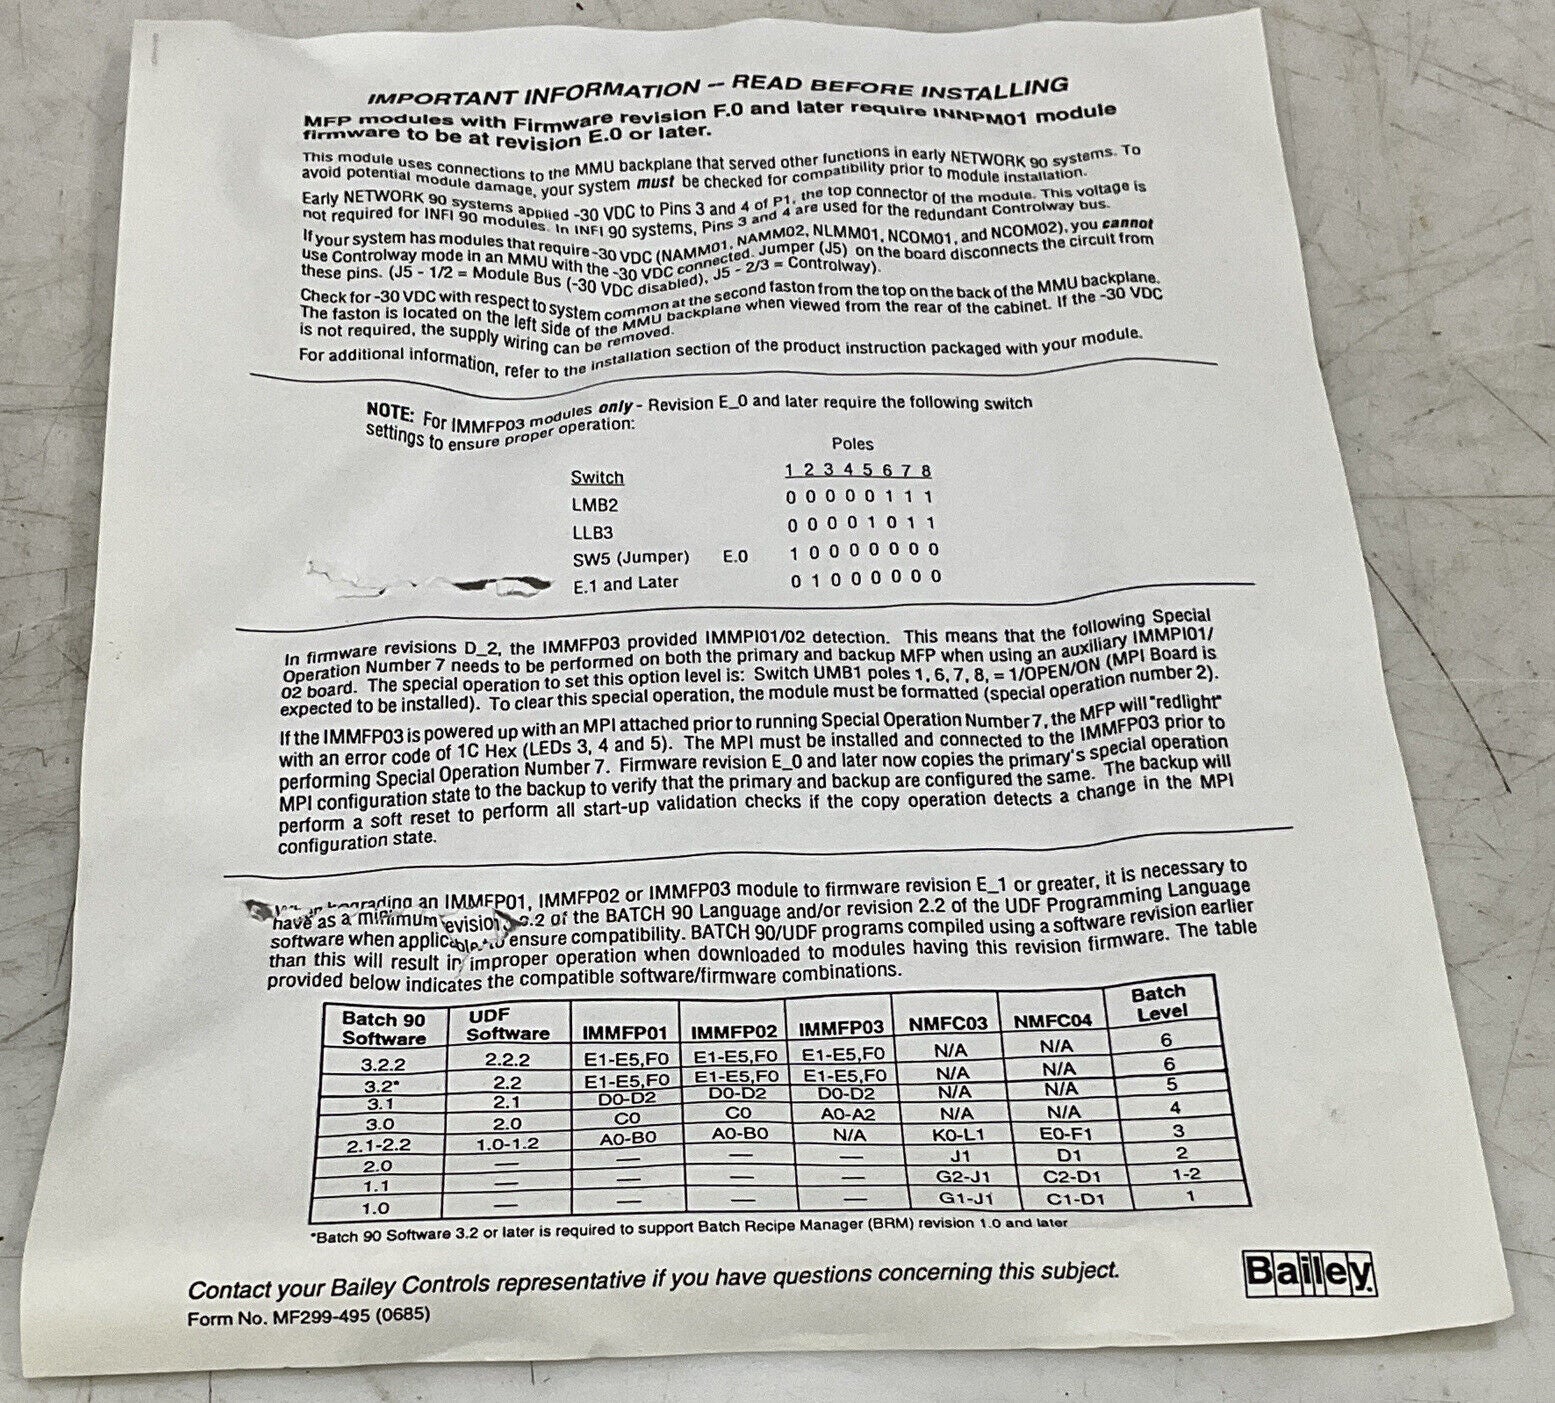 IMPORTANT INFORMATION -- READ BEFORE INSTALLING
MFP modules with Firmware revision F.0 and later require INNPM01 module
firmware to be at revision E.0 or later.
This module uses connections to the MMU backplane that served other functions in early NETWORK 90 systems. To
avoid potential module damage, your system must be checked for compatibility prior to module installation.
Early NETWORK 90 systems applied -30 VDC to Pins 3 and 4 of P1, the top connector of the module. This voltage is
not required for INFI 90 modules. In INFI 90 systems, Pins 3 and 4 are used for the redundant Controlway bus.
If your system has modules that require -30 VDC (NAMM01, NAMM02, NLMM01, NCOM01, and NCOM02), you cannot
use Controlway mode in an MMU with the -30 VDC connected. Jumper (J5) on the board disconnects the circuit from
these pins. (J5 - 1/2 = Module Bus (-30 VDC disabled), J5 - 2/3 = Controlway).
Check for -30 VDC with respect to system common at the second faston from the top on the back of the MMU backplane.
The faston is located on the left side of the MMU backplane when viewed from the rear of the cabinet. If the -30 VDC
is not required, the supply wiring can be removed.
For additional information, refer to the installation section of the product instruction packaged with your module.
NOTE: For IMMFP03 modules only - Revision E_0 and later require the following switch
settings to ensure proper operation:
Poles
Switch 1 2 3 4 5 6 7 8
LMB2 0 0 0 0 0 1 1 1
LLB3 0 0 0 0 1 0 1 1
SW5 (Jumper) E.0 1 0 0 0 0 0 0 0
E.1 and Later 0 1 0 0 0 0 0 0
In firmware revisions D_2, the IMMFP03 provided IMMPI01/02 detection. This means that the following Special
Operation Number 7 needs to be performed on both the primary and backup MFP when using an auxiliary IMMPI01/
02 board. The special operation to set this option level is: Switch UMB1 poles 1, 6, 7, 8, = 1/OPEN/ON (MPI Board is
expected to be installed). To clear this special operation, the module must be formatted (special operation number 2).
If the IMMFP03 is powered up with an MPI attached prior to running Special Operation Number 7, the MFP will "redlight"
with an error code of 1C Hex (LEDs 3, 4 and 5). The MPI must be installed and connected to the IMMFP03 prior to
performing Special Operation Number 7. Firmware revision E_0 and later now copies the primary's special operation
MPI configuration state to the backup to verify that the primary and backup are configured the same. The backup will
perform a soft reset to perform all start-up validation checks if the copy operation detects a change in the MPI
configuration state.
an IMMFP01, IMMFP02 or IMMFP03 module to firmware revision E_1 or greater, it is necessary to
have as a minimum of the BATCH 90 Language and/or revision 2.2 of the UDF Programming Language
software when ensure compatibility. BATCH 90/UDF programs compiled using a software revision earlier
than this will result in improper operation when downloaded to modules having this revision firmware. The table
provided below indicates the compatible software/firmware combinations.
Batch 90 Software UDF Software IMMFP01 IMMFP02 IMMFP03 NMFC03 NMFC04 Batch Level
3.2.2 2.2.2 E1-E5,F0 E1-E5,F0 E1-E5,F0 N/A N/A 6
3.2* 2.2 E1-E5,F0 E1-E5,F0 E1-E5,F0 N/A N/A 6
3.1 2.1 D0-D2 D0-D2 D0-D2 N/A N/A 5
3.0 2.0 C0 C0 A0-A2 N/A N/A 4
2.1-2.2 1.0-1.2 A0-B0 A0-B0 N/A K0-L1 E0-F1 3
2.0 — — — — J1 D1 2
1.1 — — — — G2-J1 C2-D1 1-2
1.0 — — — — G1-J1 C1-D1 1
*Batch 90 Software 3.2 or later is required to support Batch Recipe Manager (BRM) revision 1.0 and later
Contact your Bailey Controls representative if you have questions concerning this subject.
Bailey
Form No. MF299-495 (0685)